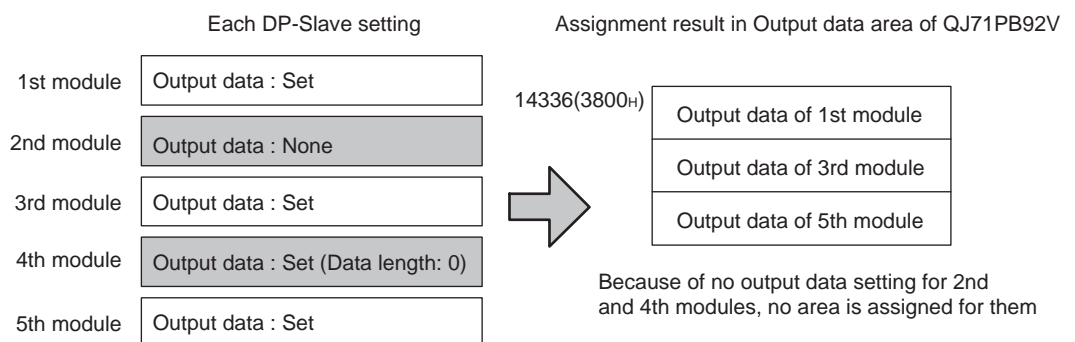 Each DP-Slave setting
1st module Output data : Set
2nd module Output data : None
3rd module Output data : Set
4th module Output data : Set (Data length: 0)
5th module Output data : Set
Assignment result in Output data area of QJ71PB92V
14336(3800H)
Output data of 1st module
Output data of 3rd module
Output data of 5th module
Because of no output data setting for 2nd
and 4th modules, no area is assigned for them